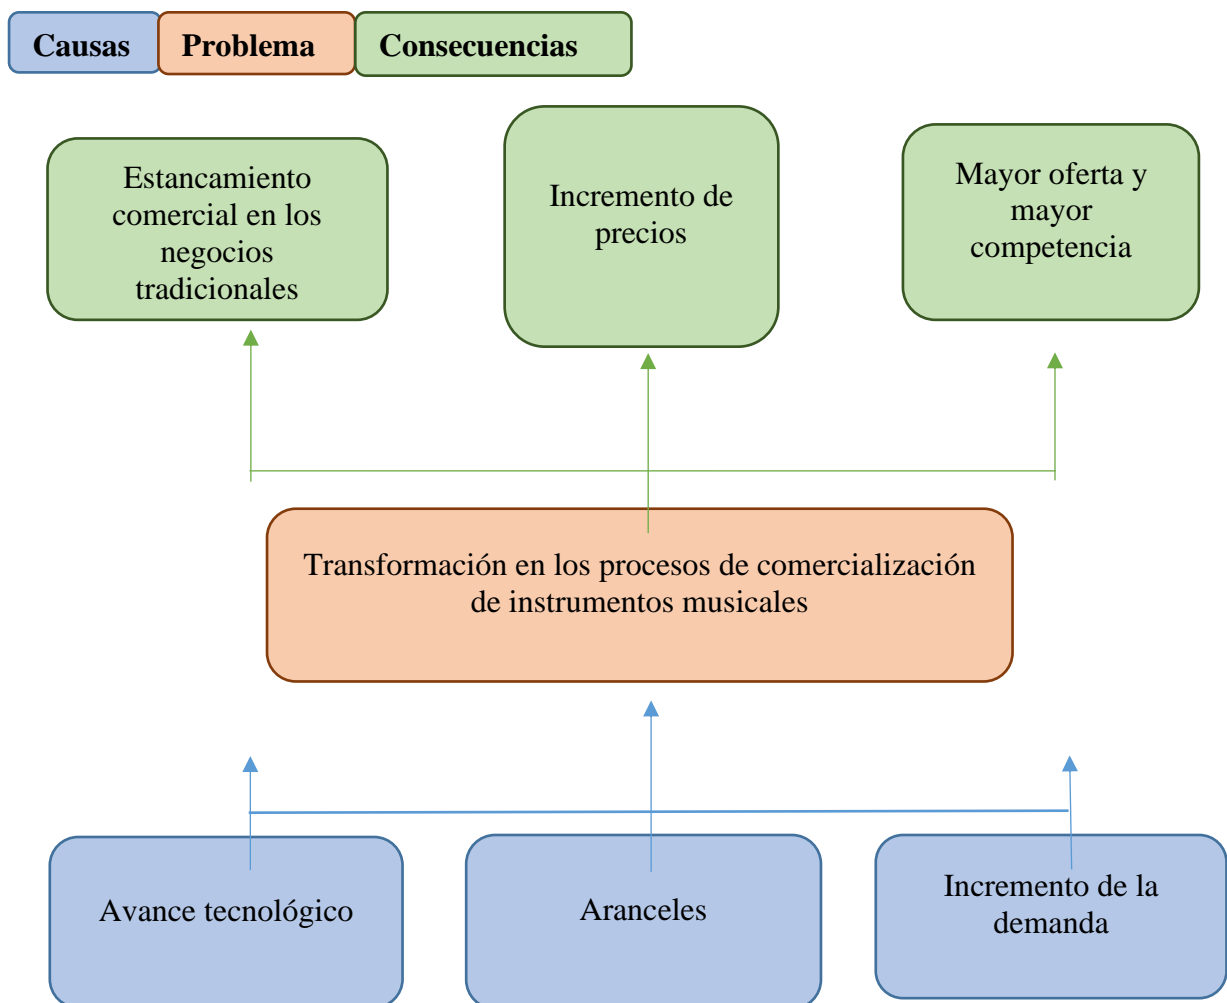 Causas Problema Consecuencias
Estancamiento
comercial en los
negocios
tradicionales
Incremento de
precios
Mayor oferta y
mayor
competencia
Transformación en los procesos de comercialización
de instrumentos musicales
Avance tecnológico
Aranceles
Incremento de la
demanda